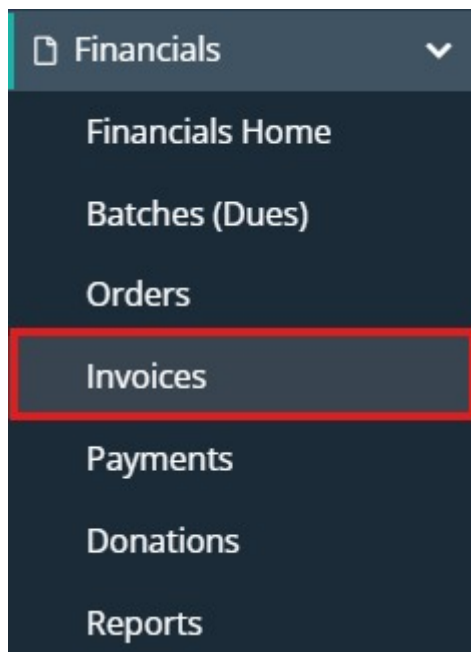 Financials
Financials Home
Batches (Dues)
Orders
Invoices
Payments
Donations
Reports